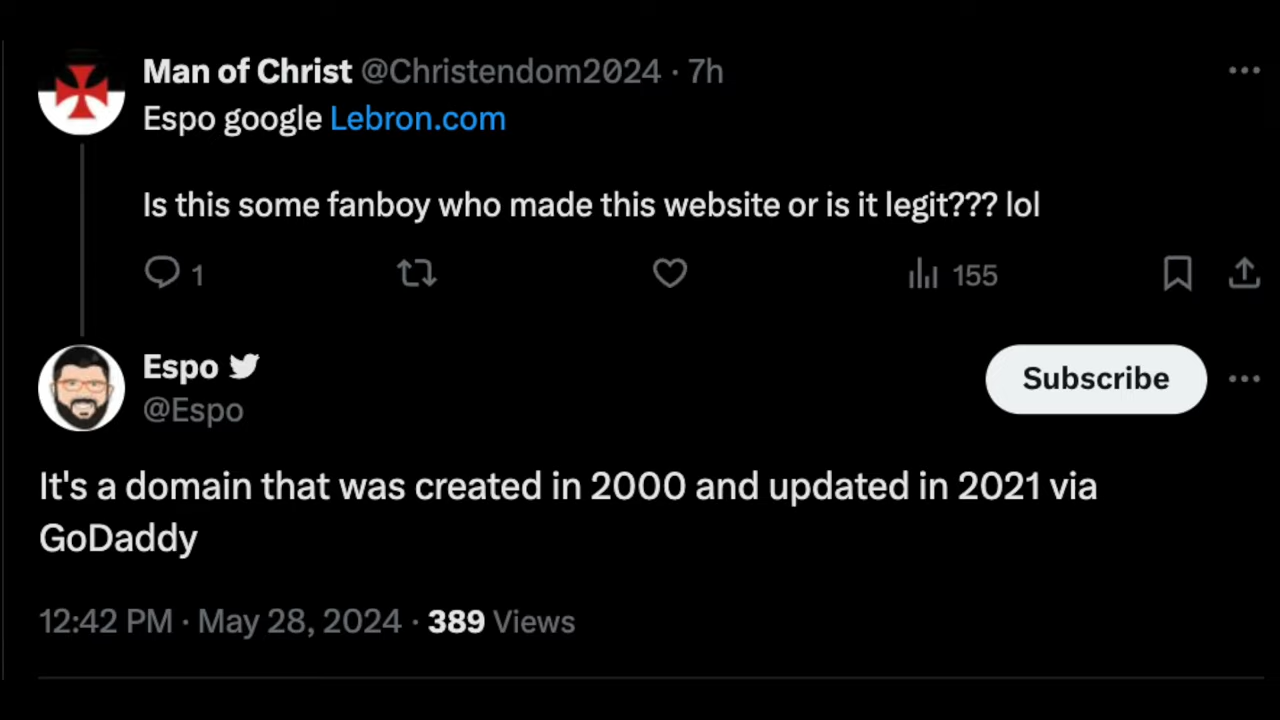 Man of Christ @Christendom2024 · 7h
Espo google Lebron.com
Is this some fanboy who made this website or is it legit??? lol
1 155
Espo
Subscribe
@Espo
It's a domain that was created in 2000 and updated in 2021 via
GoDaddy
12:42 PM · May 28, 2024 · 389 Views